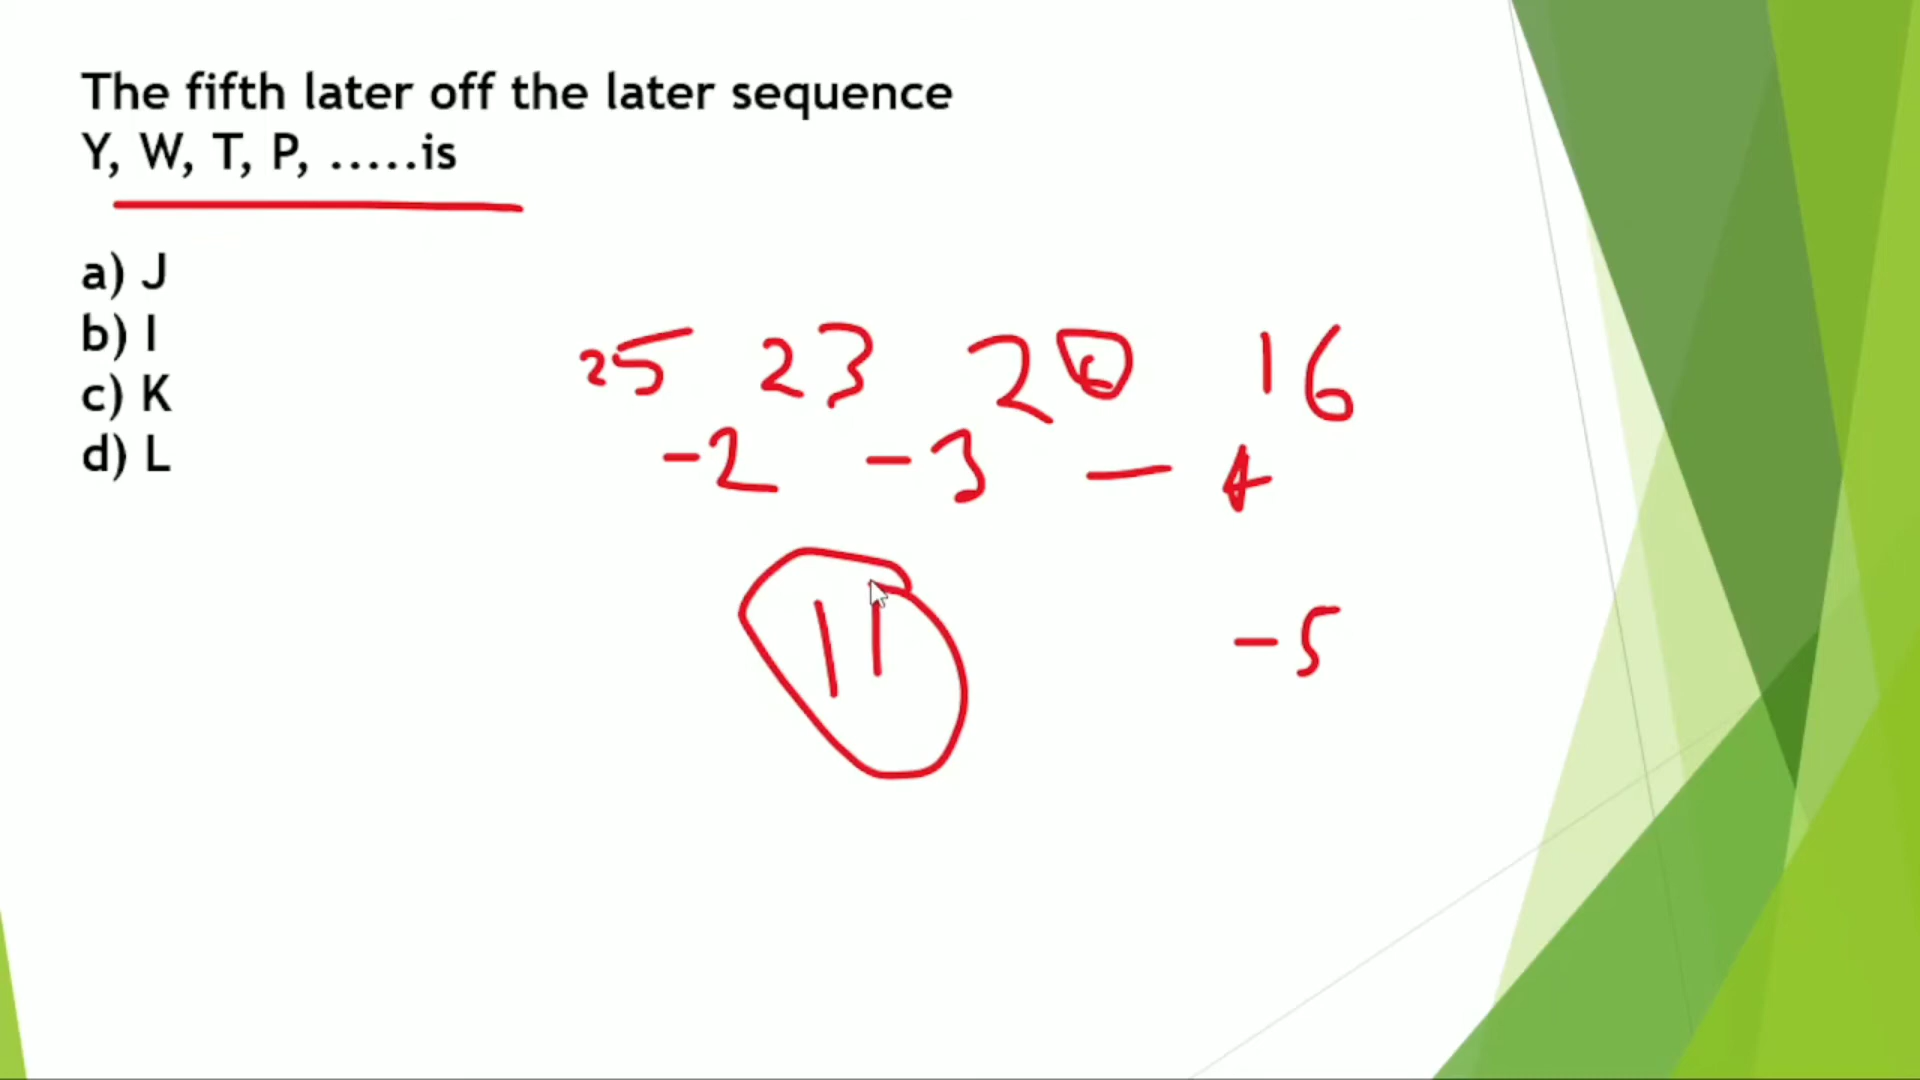 The fifth later off the later sequence
Y, W, T, P, .....is
a) J
b) I
c) K
d) L
25 23 20 16
-2 -3 - 4
11 -5